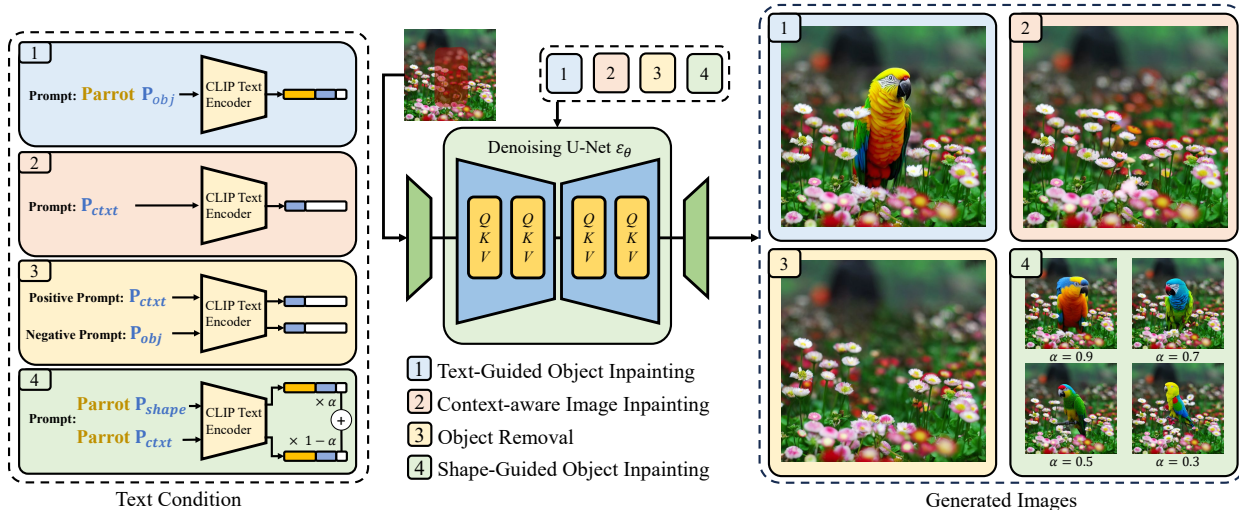 1
Prompt: Parrot P_obj
CLIP Text
Encoder
2
Prompt: P_ctxt
CLIP Text
Encoder
3
Positive Prompt: P_ctxt
Negative Prompt: P_obj
CLIP Text
Encoder
4
Prompt:
Parrot P_shape
Parrot P_ctxt
CLIP Text
Encoder
× α
+
× 1 − α
Text Condition
1 2 3 4
Denoising U-Net ε_θ
Q K V
Q K V
Q K V
Q K V
1 Text-Guided Object Inpainting
2 Context-aware Image Inpainting
3 Object Removal
4 Shape-Guided Object Inpainting
1
2
3
4
α = 0.9
α = 0.7
α = 0.5
α = 0.3
Generated Images